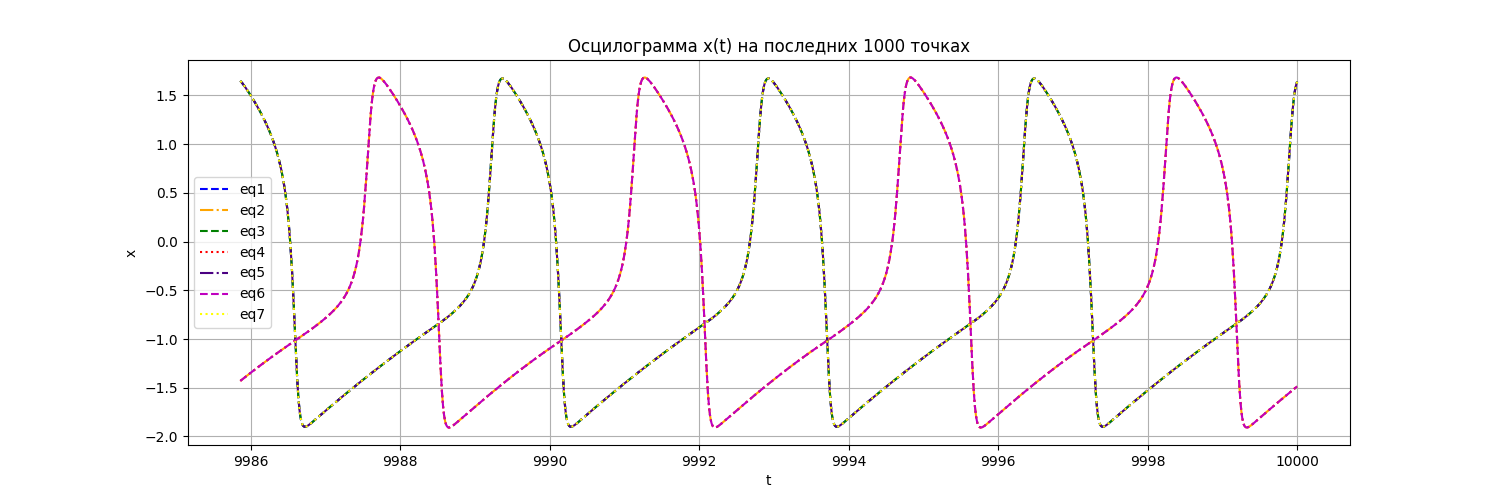 Осцилограмма x(t) на последних 1000 точках
x
1.5
1.0
0.5
0.0
−0.5
−1.0
−1.5
−2.0
eq1
eq2
eq3
eq4
eq5
eq6
eq7
9986 9988 9990 9992 9994 9996 9998 10000
t